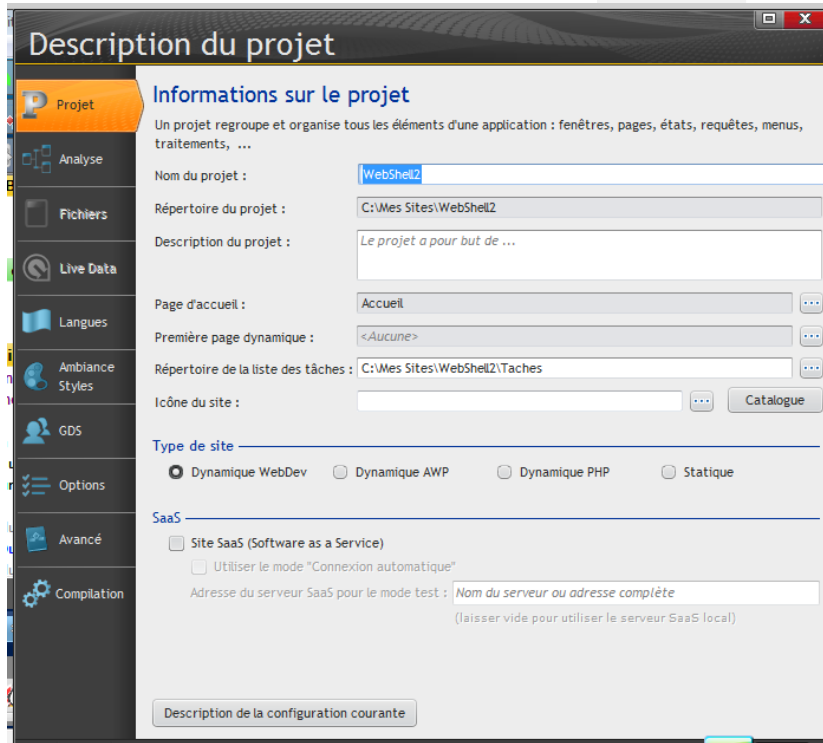 Description du projet
Projet
Analyse
Fichiers
Live Data
Langues
Ambiance
Styles
GDS
Options
Avancé
Compilation
Informations sur le projet
Un projet regroupe et organise tous les éléments d'une application : fenêtres, pages, états, requêtes, menus,
traitements, ...
Nom du projet : WebShell2
Répertoire du projet : C:\Mes Sites\WebShell2
Description du projet : Le projet a pour but de ...
Page d'accueil : Accueil ...
Première page dynamique : <Aucune> ...
Répertoire de la liste des tâches : C:\Mes Sites\WebShell2\Taches ...
Icône du site : ... Catalogue
Type de site
Dynamique WebDev Dynamique AWP Dynamique PHP Statique
SaaS
Site SaaS (Software as a Service)
Utiliser le mode "Connexion automatique"
Adresse du serveur SaaS pour le mode test : Nom du serveur ou adresse complète
(laisser vide pour utiliser le serveur SaaS local)
Description de la configuration courante